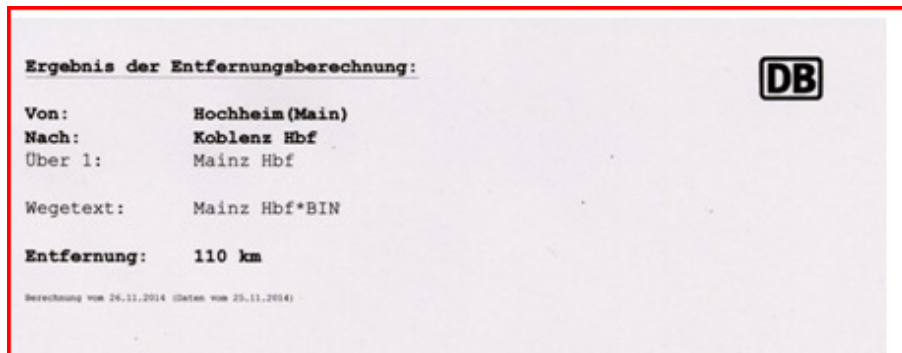 Ergebnis der Entfernungsberechnung:
DB
Von: Hochheim(Main)
Nach: Koblenz Hbf
Über 1: Mainz Hbf
Wegetext: Mainz Hbf*BIN
Entfernung: 110 km
Berechnung vom 26.11.2014 (Daten vom 25.11.2014)